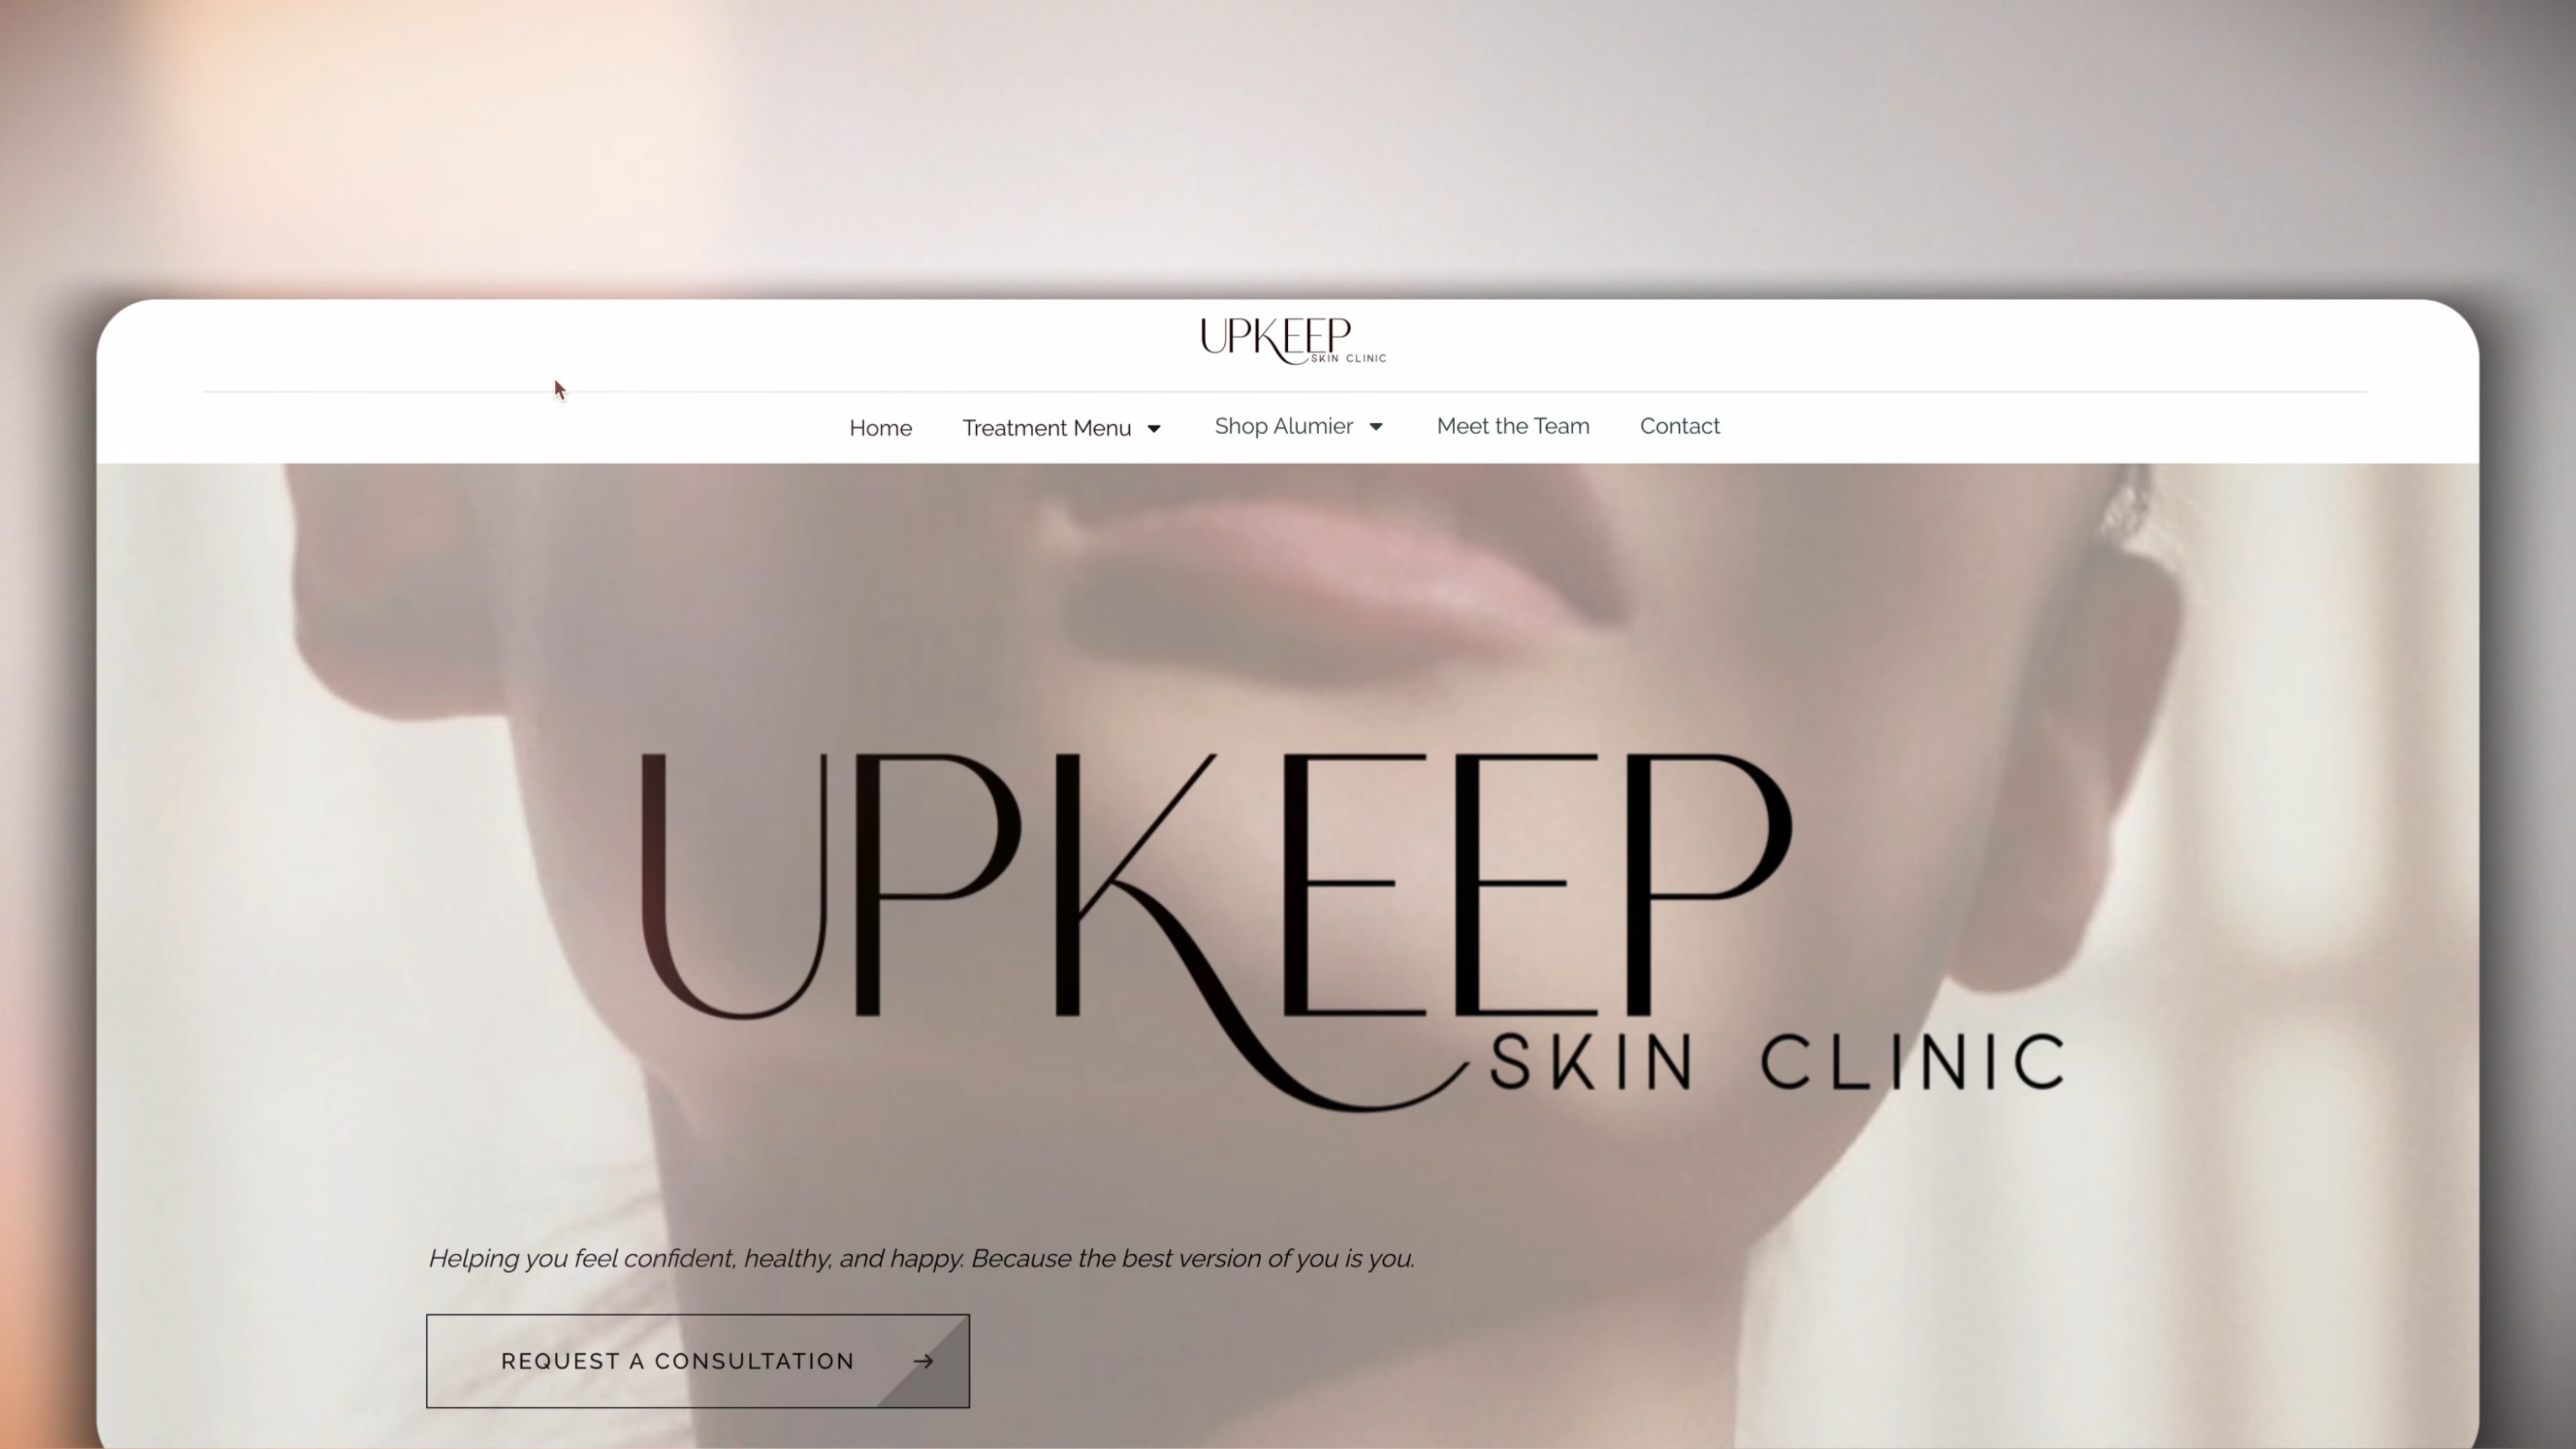 UPKEEP
SKIN CLINIC
Home Treatment Menu Shop Alumier Meet the Team Contact
UPKEEP
SKIN CLINIC
Helping you feel confident, healthy, and happy. Because the best version of you is you.
REQUEST A CONSULTATION →